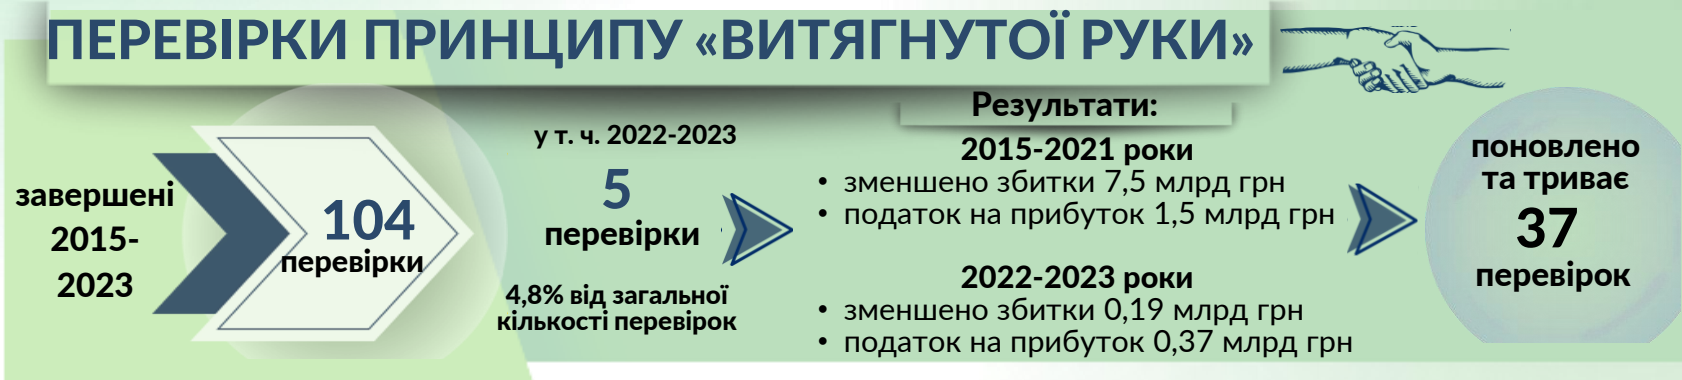 ПЕРЕВІРКИ ПРИНЦИПУ «ВИТЯГНУТОЇ РУКИ»
завершені
2015-
2023
104
перевірки
у т. ч. 2022-2023
5
перевірки
4,8% від загальної
кількості перевірок
Результати:
2015-2021 роки
• зменшено збитки 7,5 млрд грн
• податок на прибуток 1,5 млрд грн
2022-2023 роки
• зменшено збитки 0,19 млрд грн
• податок на прибуток 0,37 млрд грн
поновлено
та триває
37
перевірок